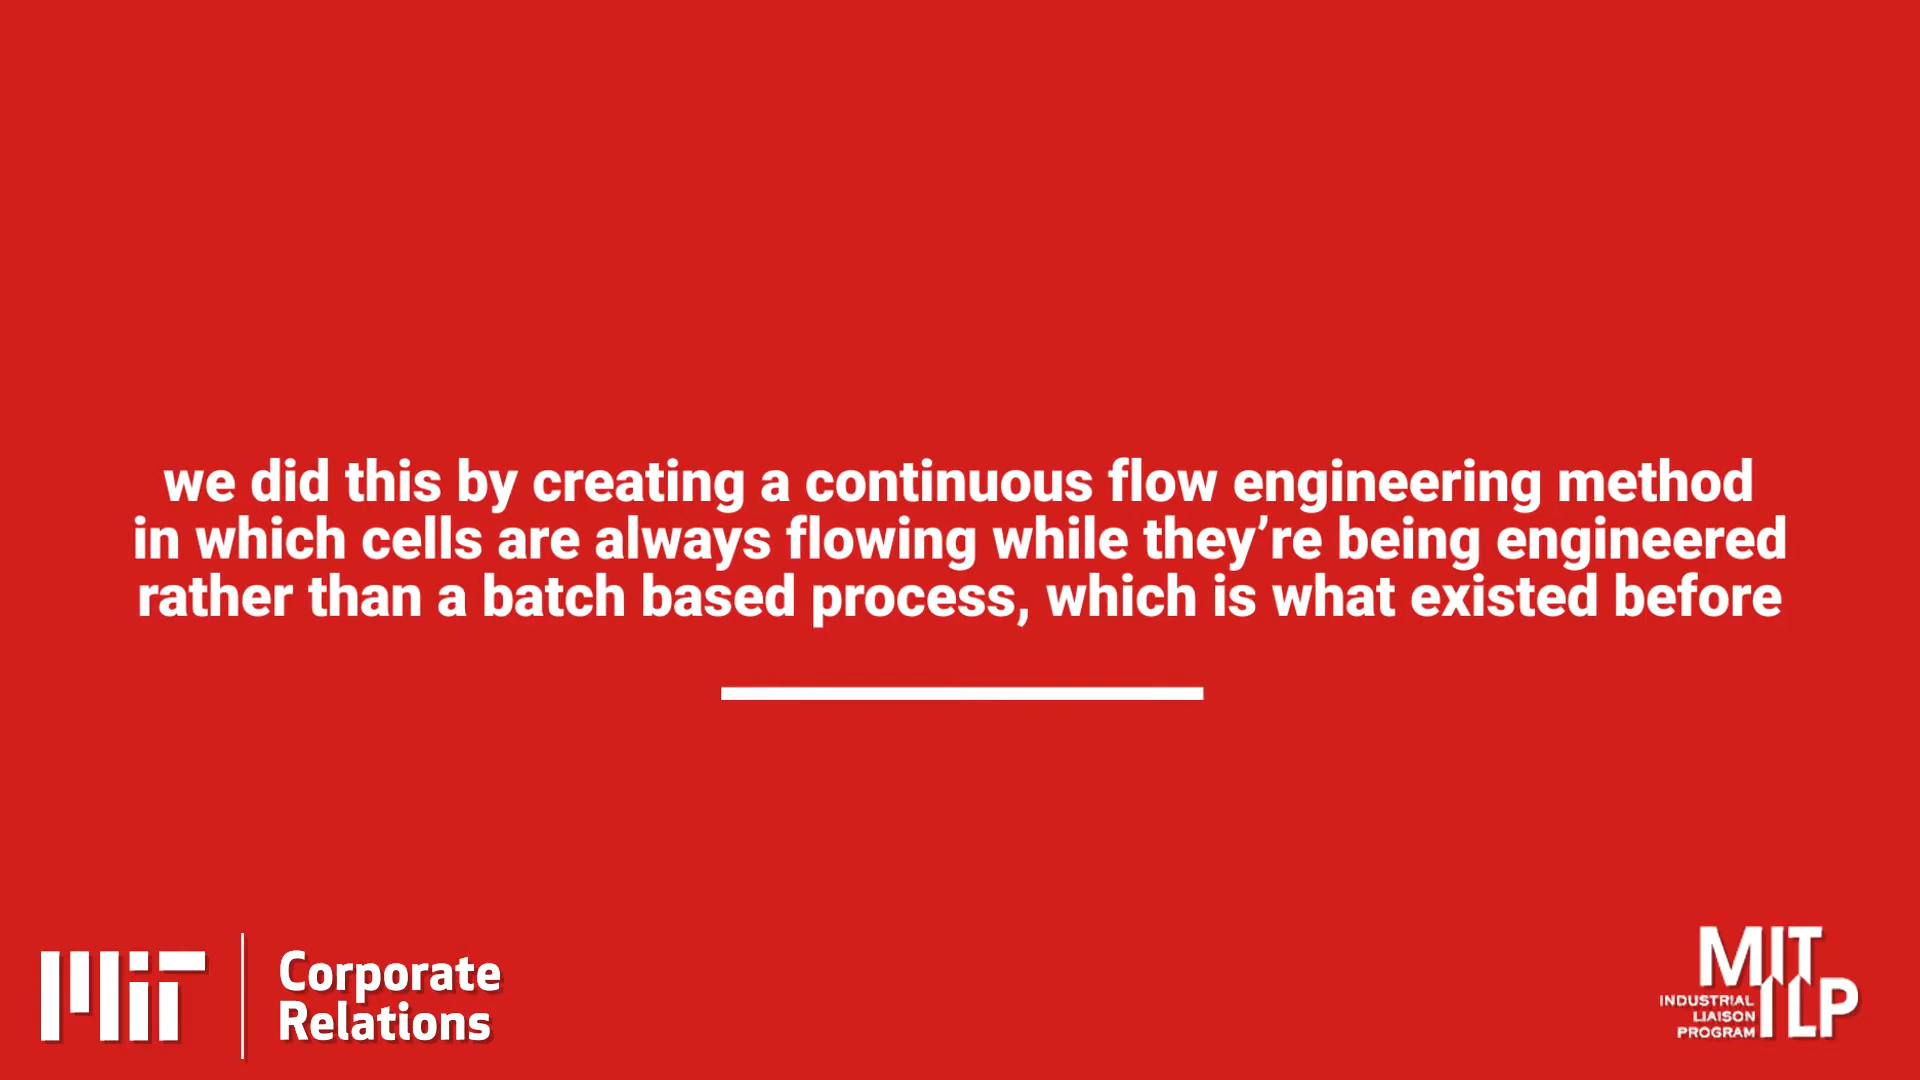 we did this by creating a continuous flow engineering method
in which cells are always flowing while they’re being engineered
rather than a batch based process, which is what existed before
MIT
Corporate
Relations
MIT
ILP
INDUSTRIAL
LIAISON
PROGRAM